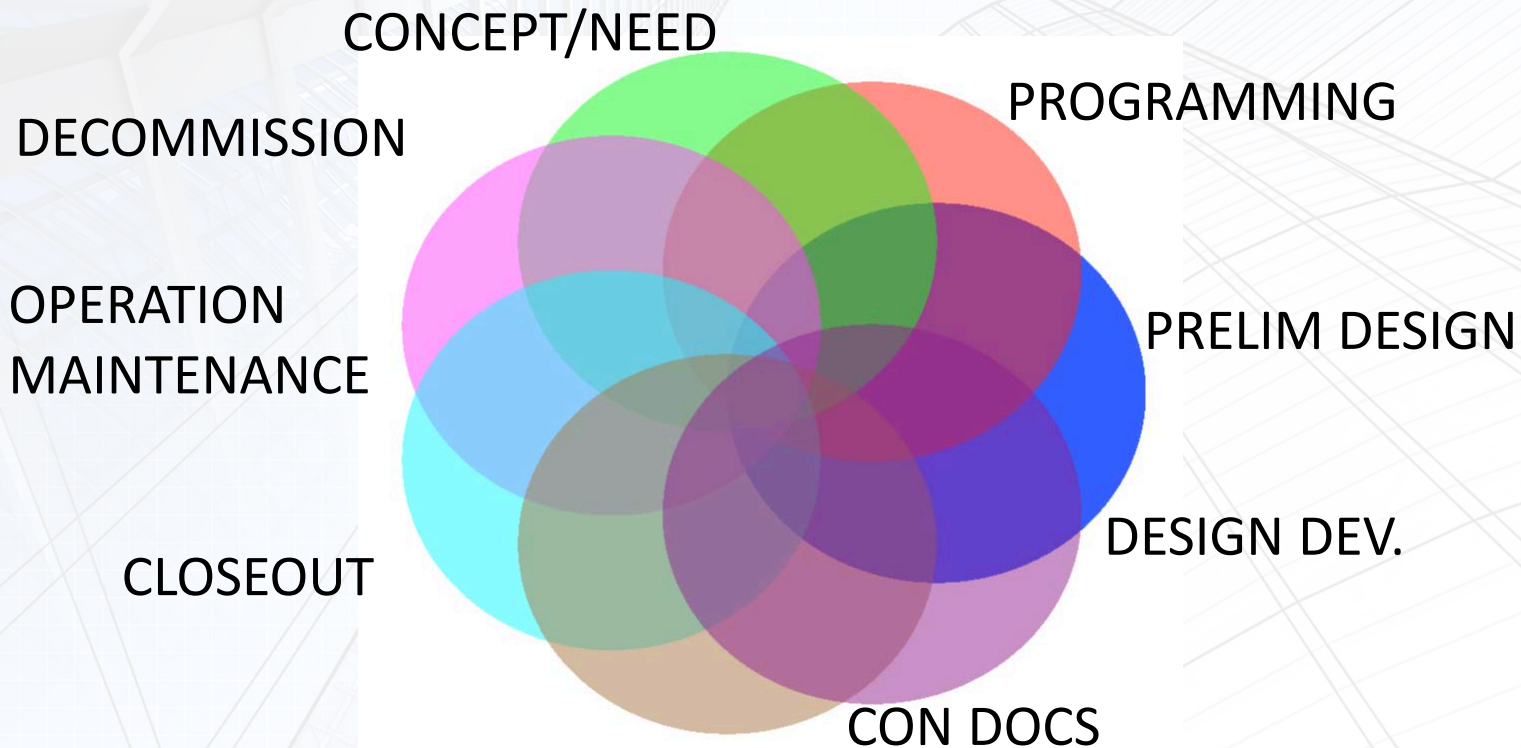 CONCEPT/NEED
PROGRAMMING
DECOMMISSION
OPERATION
MAINTENANCE
PRELIM DESIGN
DESIGN DEV.
CLOSEOUT
CON DOCS